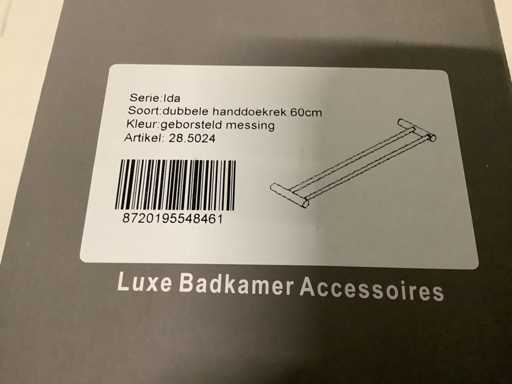 Serie:Ida
Soort:dubbele handdoekrek 60cm
Kleur:geborsteld messing
Artikel: 28.5024
8720195548461
Luxe Badkamer Accessoires